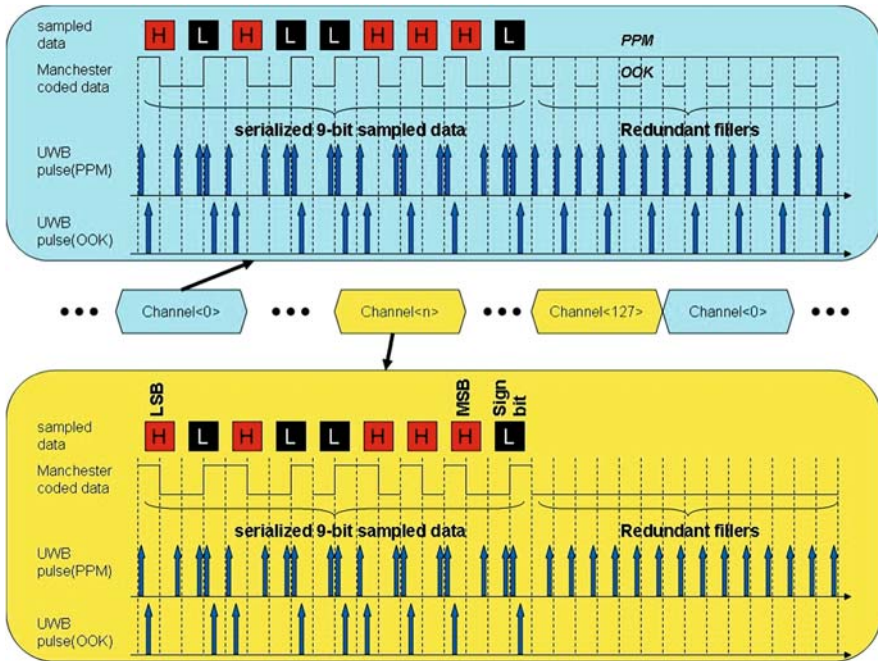 sampled data
H L H L L H H H L
PPM
Manchester coded data
OOK
serialized 9-bit sampled data
Redundant fillers
UWB pulse(PPM)
UWB pulse(OOK)
••• Channel<0> ••• Channel<n> ••• Channel<127> Channel<0> •••
LSB
MSB
Sign bit
sampled data
H L H L L H H H L
Manchester coded data
serialized 9-bit sampled data
Redundant fillers
UWB pulse(PPM)
UWB pulse(OOK)